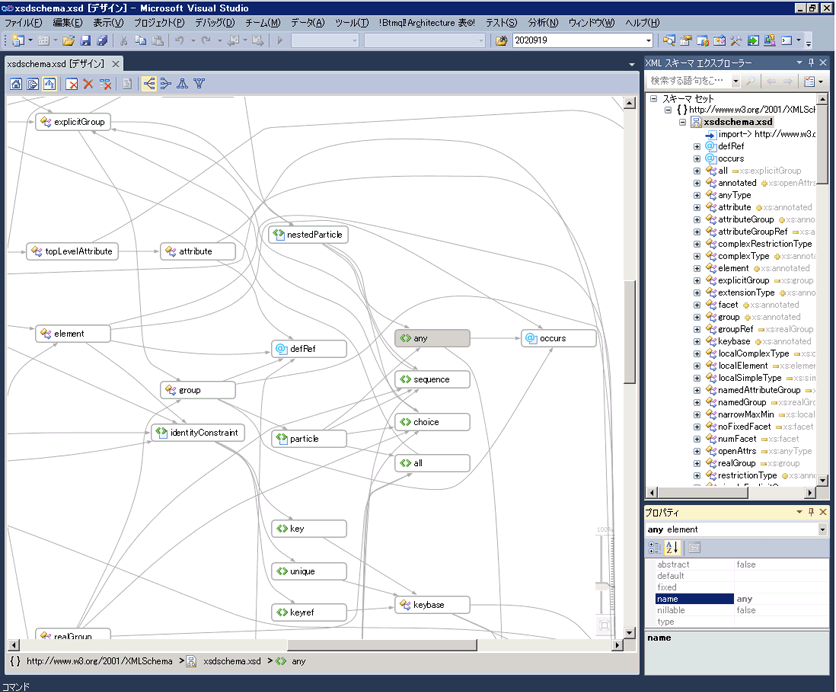 xsdschema.xsd - Microsoft Visual Studio
ファイル(F) 編集(E) 表示(V) プロジェクト(P) デバッグ(D) チーム(M) データ(A) ツール(T) !Btmq!Architecture 表©! テスト(S) 分析(N) ウィンドウ(W) ヘルプ(H)
2020919
xsdschema.xsd [デザイン]
explicitGroup
nestedParticle
topLevelAttribute
attribute
element
defRef
any
occurs
sequence
group
choice
identityConstraint
particle
all
key
unique
keyref
keybase
realGroup
100%
{} http://www.w3.org/2001/XMLSchema > xsdschema.xsd > any
コマンド
XML スキーマ エクスプローラー
検索する語句をこ…
スキーマ セット
{} http://www.w3.org/2001/XMLSc
xsdschema.xsd
import-> http://www.w3.o
defRef
occurs
all xs:explicitGroup
annotated xs:openAttrs
anyType
attribute xs:annotated
attributeGroup xs:anno
attributeGroupRef xs:a
complexRestrictionType
complexType xs:annota
element xs:annotated
explicitGroup xs:group
extensionType xs:comp
facet xs:annotated
group xs:annotated
groupRef xs:realGroup
keybase xs:annotated
localComplexType xs:c
localElement xs:elemen
localSimpleType xs:sim
namedAttributeGroup
namedGroup xs:realGro
narrowMaxMin xs:local
noFixedFacet xs:facet
numFacet xs:facet
openAttrs xs:anyType
realGroup xs:group
restrictionType xs:anno
プロパティ
any element
abstract false
default
fixed
name any
nillable false
type
name